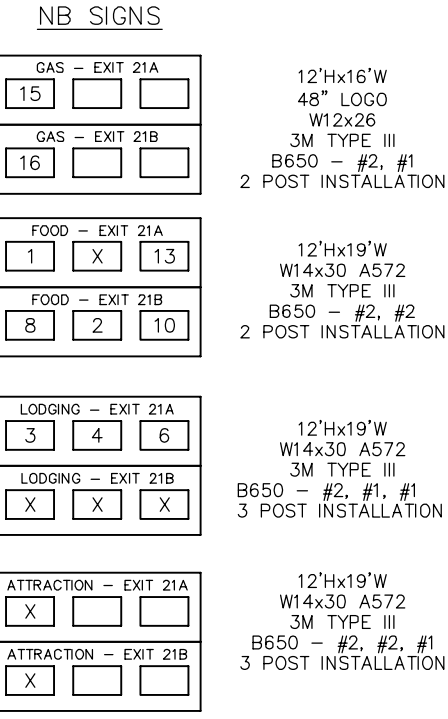 NB SIGNS
GAS – EXIT 21A
15
GAS – EXIT 21B
16
12'Hx16'W
48" LOGO
W12x26
3M TYPE III
B650 – #2, #1
2 POST INSTALLATION
FOOD – EXIT 21A
1 X 13
FOOD – EXIT 21B
8 2 10
12'Hx19'W
W14x30 A572
3M TYPE III
B650 – #2, #2
2 POST INSTALLATION
LODGING – EXIT 21A
3 4 6
LODGING – EXIT 21B
X X X
12'Hx19'W
W14x30 A572
3M TYPE III
B650 – #2, #1, #1
3 POST INSTALLATION
ATTRACTION – EXIT 21A
X
ATTRACTION – EXIT 21B
X
12'Hx19'W
W14x30 A572
3M TYPE III
B650 – #2, #2, #1
3 POST INSTALLATION